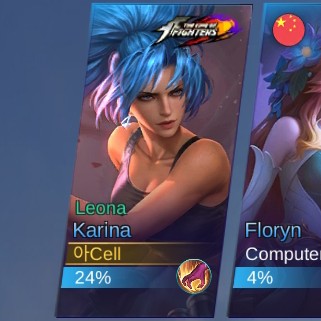 THE KING OF
FIGHTERS
Leona
Karina
아Cell
24%
Floryn
Computer
4%